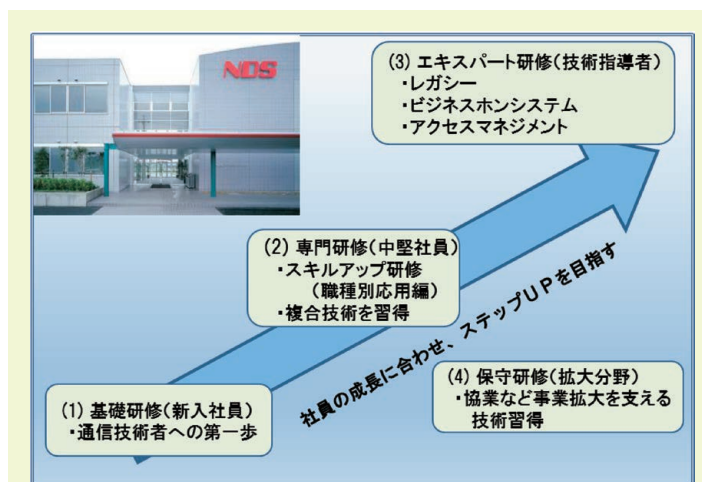 NDS
(3) エキスパート研修(技術指導者)
・レガシー
・ビジネスホンシステム
・アクセスマネジメント
(2) 専門研修(中堅社員)
・スキルアップ研修
(職種別応用編)
・複合技術を習得
社員の成長に合わせ、ステップUPを目指す
(1) 基礎研修(新入社員)
・通信技術者への第一歩
(4) 保守研修(拡大分野)
・協業など事業拡大を支える
技術習得